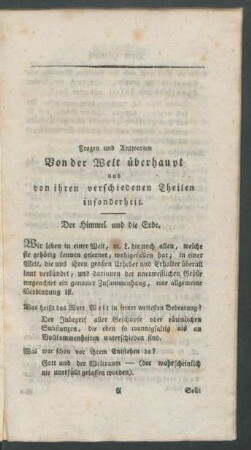 Fragen und Antworten
Von der Welt überhaupt
und
von ihren verschiedenen Theilen
insonderheit.
Der Himmel und die Erde.
Wir leben in einer Welt, m. L. die noch allen, welche
sie gehörig kennen gelernet, wohlgefallen hat; in einer
Welt, die uns ihren großen Urheber und Erhalter überall
laut verkündet, und darinnen der unermeßlichen Größe
ungeachtet ein genauer Zusammenhang, eine allgemeine
Verbindung ist.
Was heißt das Wort Welt in seiner weitesten Bedeutung?
Der Inbegrif aller Geschöpfe oder räumlichen
Substanzen, die eben so mannigfaltig als an
Vollkommenheiten unterschieden sind.
Was war schon vor ihrem Entstehen da?
Gott und der Weltraum — (der wahrscheinlich
nie unerfüllt gelassen worden).
Sollt